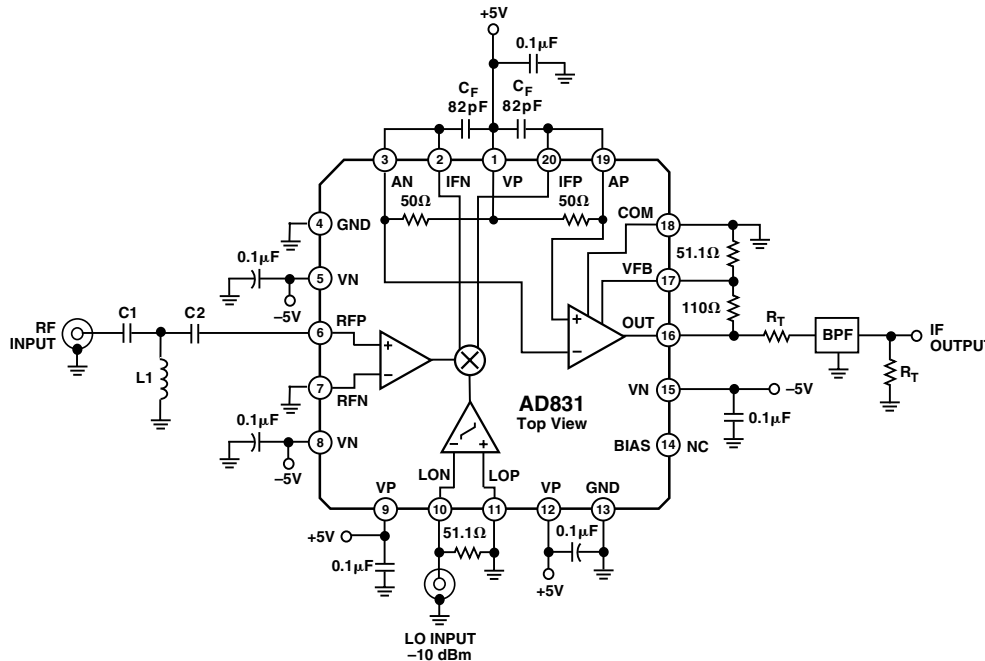 +5V
0.1µF
C_F
82pF
C_F
82pF
3
2
1
20
19
AN
IFN
VP
IFP
AP
50Ω
50Ω
COM
18
4
GND
51.1Ω
0.1µF
VFB
17
5
VN
–5V
110Ω
C1
C2
OUT
RF
INPUT
6
RFP
16
R_T
BPF
IF
OUTPUT
L1
R_T
7
RFN
VN
15
–5V
AD831
Top View
0.1µF
0.1µF
8
VN
BIAS
14
NC
–5V
LON
LOP
VP
VP
GND
9
10
11
12
13
+5V
51.1Ω
0.1µF
0.1µF
+5V
LO INPUT
–10 dBm